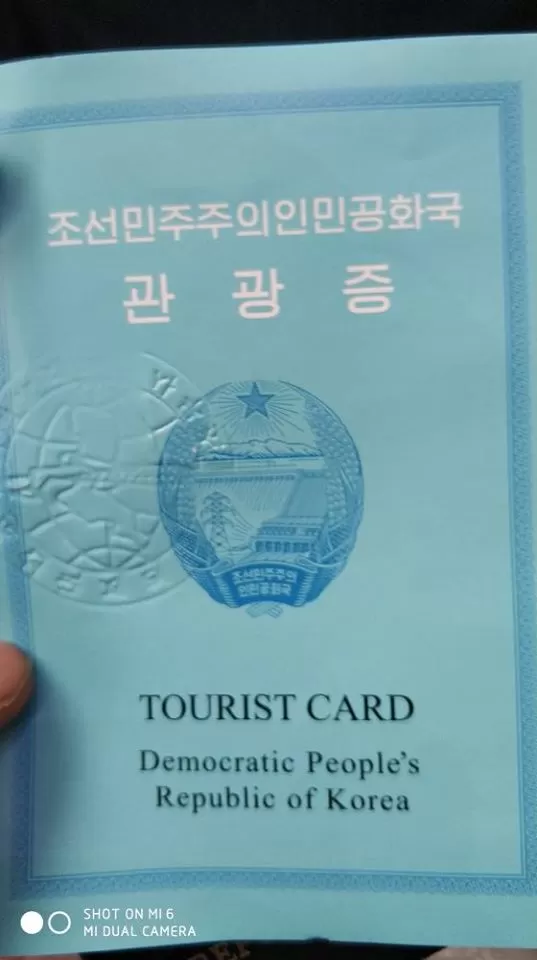 조선민주주의인민공화국
관 광 증
조선민주주의
인민공화국
TOURIST CARD
Democratic People's
Republic of Korea
SHOT ON MI 6
MI DUAL CAMERA